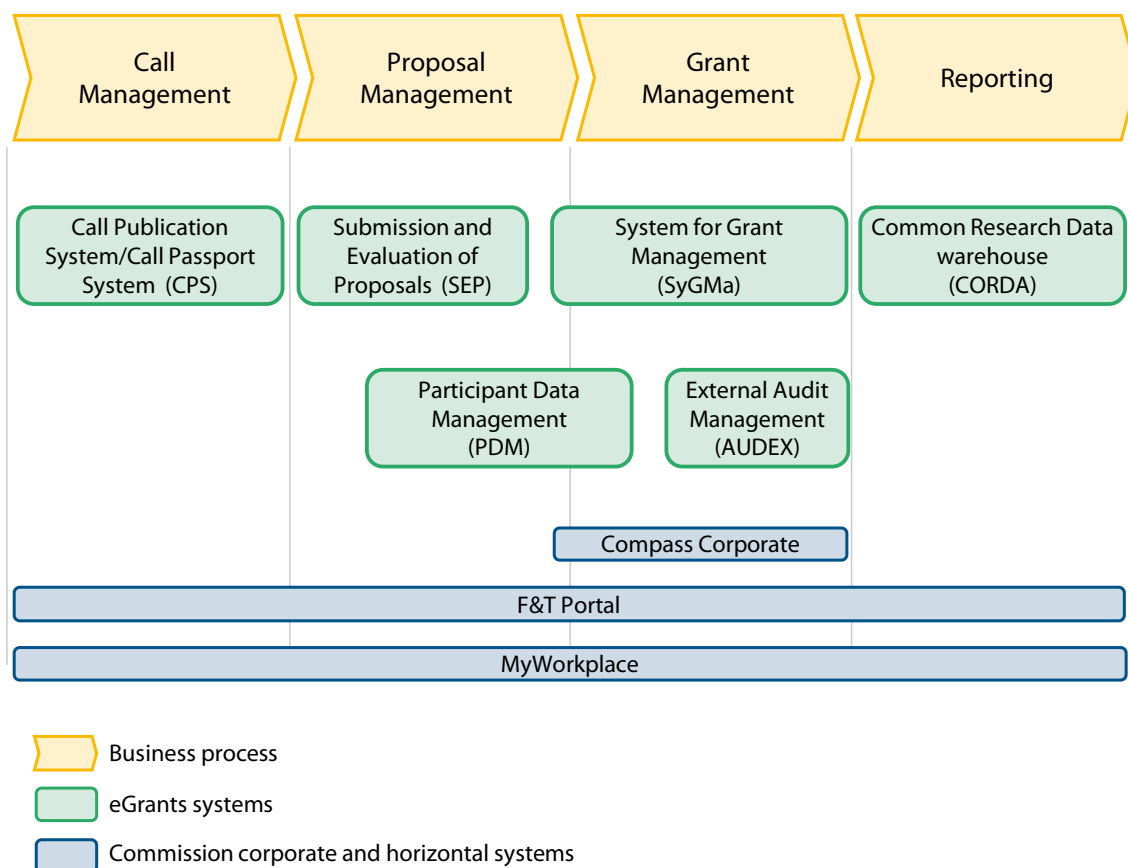 Call
Management
Proposal
Management
Grant
Management
Reporting
Call Publication
System/Call Passport
System (CPS)
Submission and
Evaluation of
Proposals (SEP)
System for Grant
Management
(SyGMa)
Common Research Data
warehouse
(CORDA)
Participant Data
Management
(PDM)
External Audit
Management
(AUDEX)
Compass Corporate
F&T Portal
MyWorkplace
Business process
eGrants systems
Commission corporate and horizontal systems